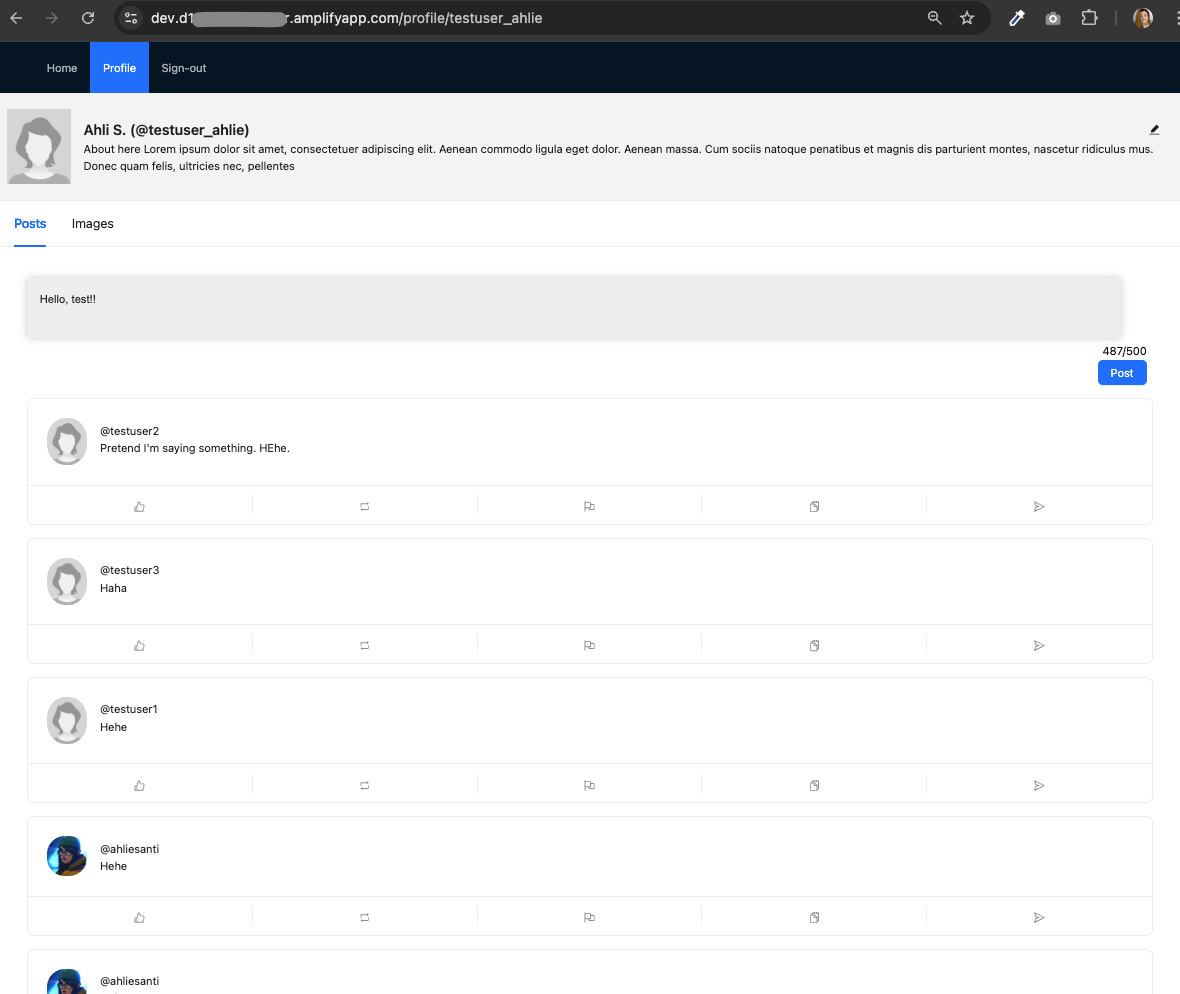 dev.d1r.amplifyapp.com/profile/testuser_ahlie
Home Profile Sign-out
Ahli S. (@testuser_ahlie)
About here Lorem ipsum dolor sit amet, consectetuer adipiscing elit. Aenean commodo ligula eget dolor. Aenean massa. Cum sociis natoque penatibus et magnis dis parturient montes, nascetur ridiculus mus.
Donec quam felis, ultricies nec, pellentes
Posts Images
Hello, test!!
487/500
Post
@testuser2
Pretend I'm saying something. HEhe.
@testuser3
Haha
@testuser1
Hehe
@ahliesanti
Hehe
@ahliesanti